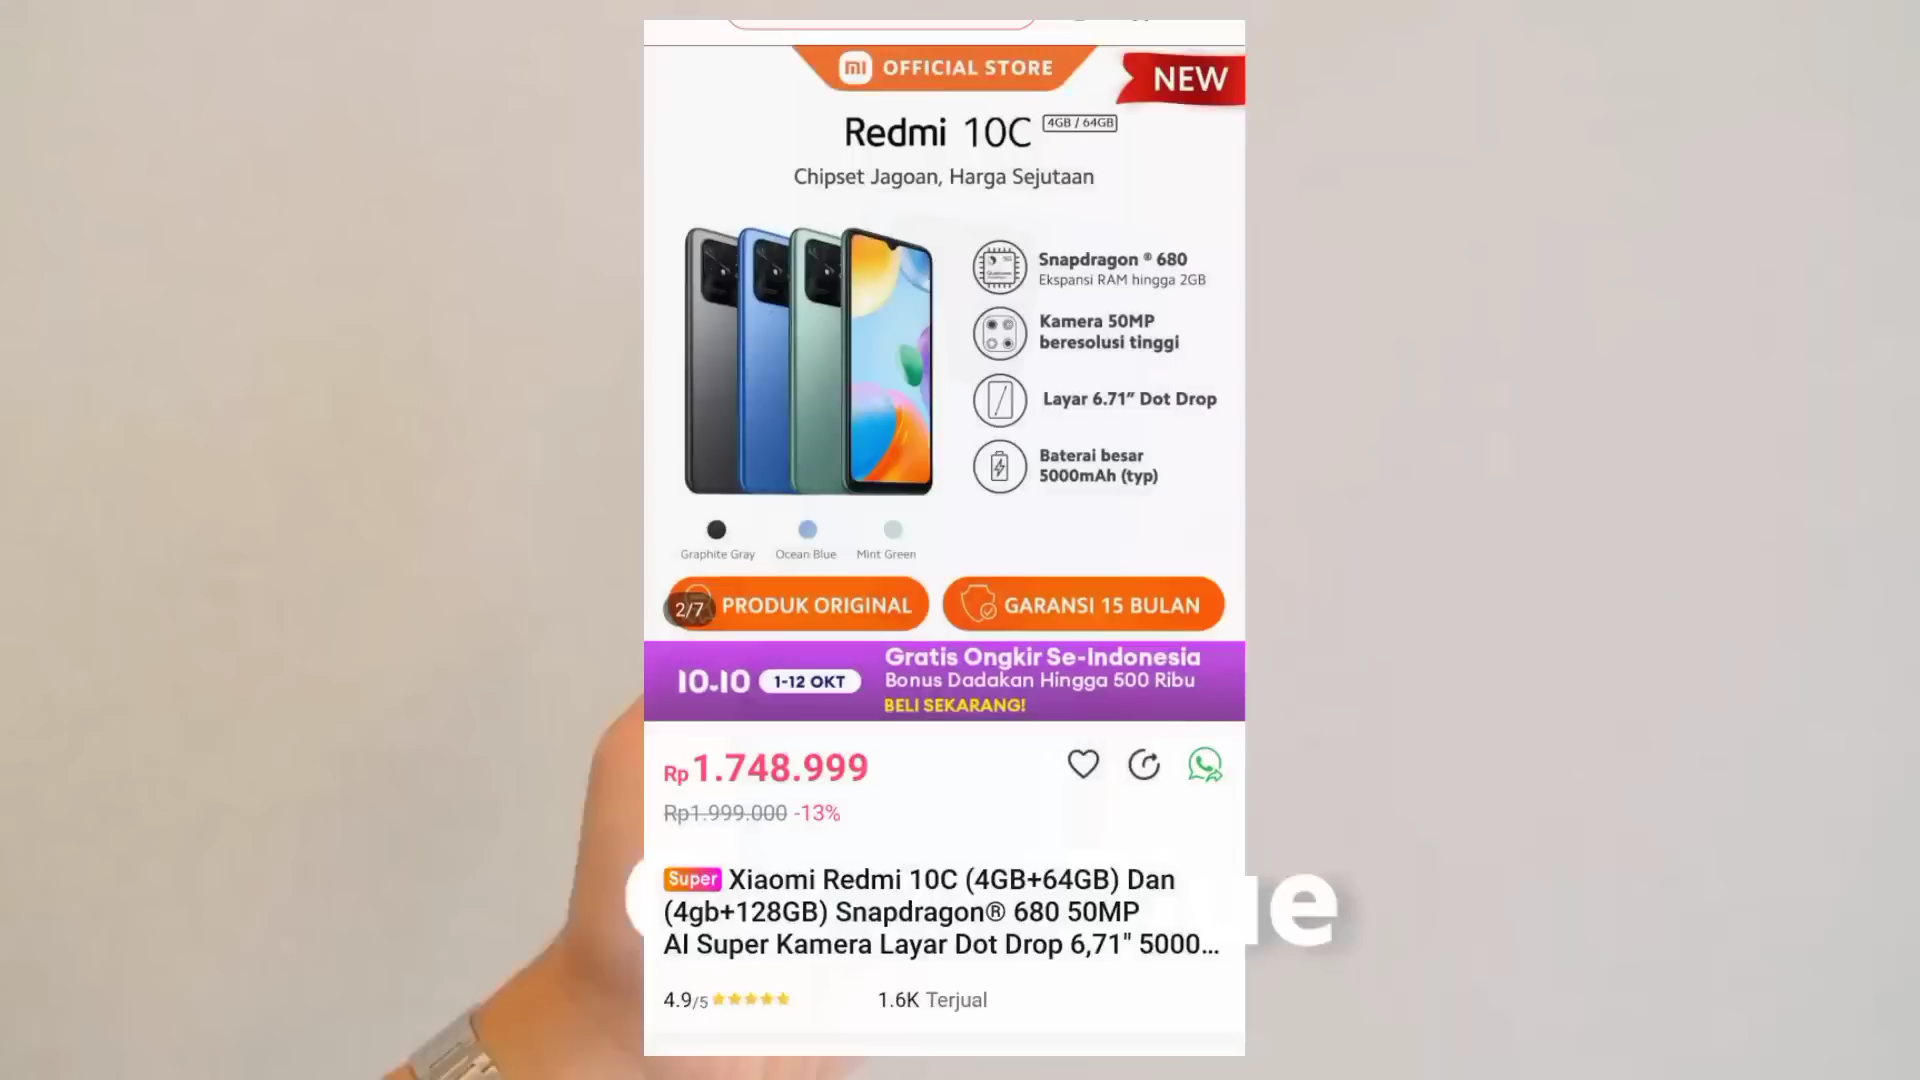 mi OFFICIAL STORE
NEW
Redmi 10C 4GB / 64GB
Chipset Jagoan, Harga Sejutaan
Snapdragon ® 680
Ekspansi RAM hingga 2GB
Kamera 50MP
beresolusi tinggi
Layar 6.71” Dot Drop
Baterai besar
5000mAh (typ)
Graphite Gray Ocean Blue Mint Green
2/7 PRODUK ORIGINAL GARANSI 15 BULAN
10.10 1-12 OKT
Gratis Ongkir Se-Indonesia
Bonus Dadakan Hingga 500 Ribu
BELI SEKARANG!
Rp1.748.999
Rp1.999.000 -13%
Super Xiaomi Redmi 10C (4GB+64GB) Dan
(4gb+128GB) Snapdragon® 680 50MP
AI Super Kamera Layar Dot Drop 6,71" 5000...
4.9/5 1.6K Terjual